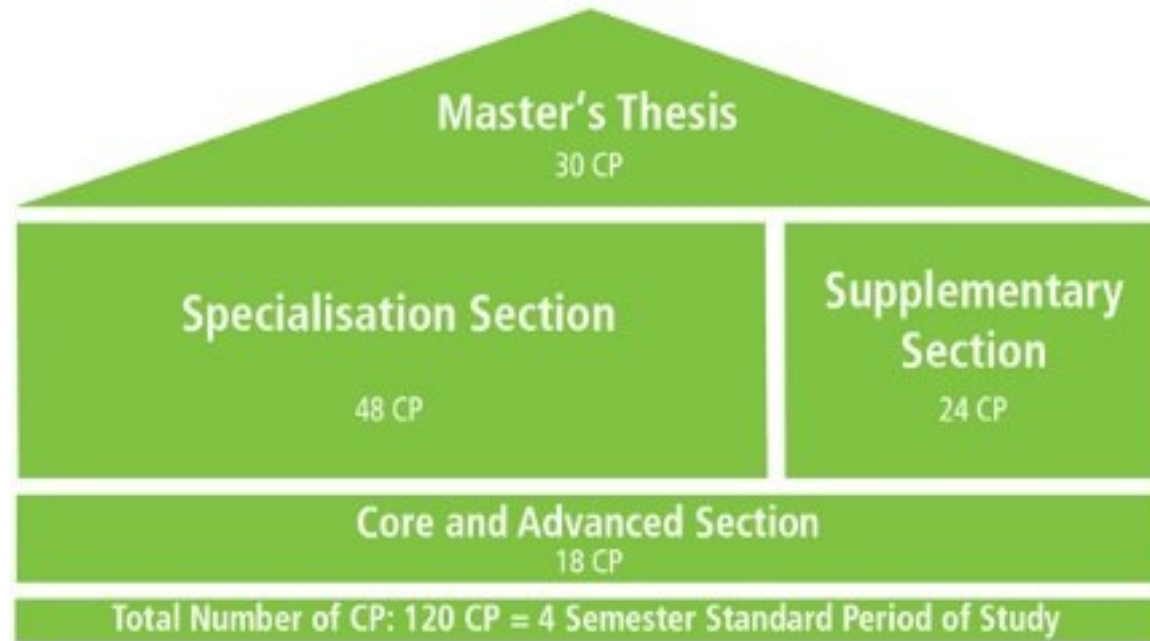 Master's Thesis
30 CP
Specialisation Section
48 CP
Supplementary
Section
24 CP
Core and Advanced Section
18 CP
Total Number of CP: 120 CP = 4 Semester Standard Period of Study